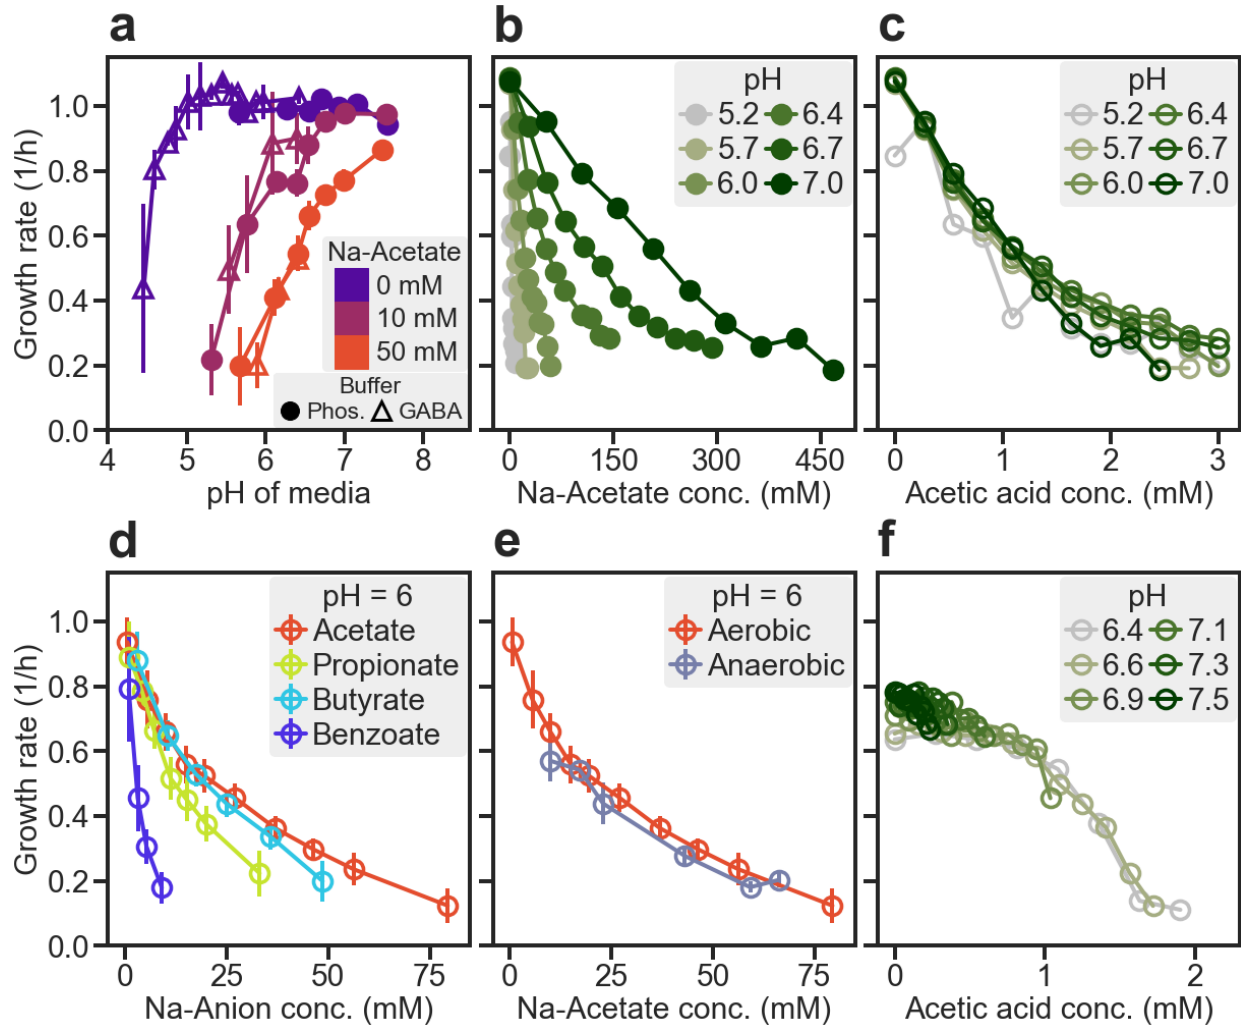 a
Growth rate (1/h)
1.0
0.8
0.6
0.4
0.2
0.0
4 5 6 7 8
pH of media
Na-Acetate
0 mM
10 mM
50 mM
Buffer
Phos. GABA
b
pH
5.2 6.4
5.7 6.7
6.0 7.0
0 150 300 450
Na-Acetate conc. (mM)
c
pH
5.2 6.4
5.7 6.7
6.0 7.0
0 1 2 3
Acetic acid conc. (mM)
d
Growth rate (1/h)
1.0
0.8
0.6
0.4
0.2
0.0
pH = 6
Acetate
Propionate
Butyrate
Benzoate
0 25 50 75
Na-Anion conc. (mM)
e
pH = 6
Aerobic
Anaerobic
0 25 50 75
Na-Acetate conc. (mM)
f
pH
6.4 7.1
6.6 7.3
6.9 7.5
0 1 2
Acetic acid conc. (mM)